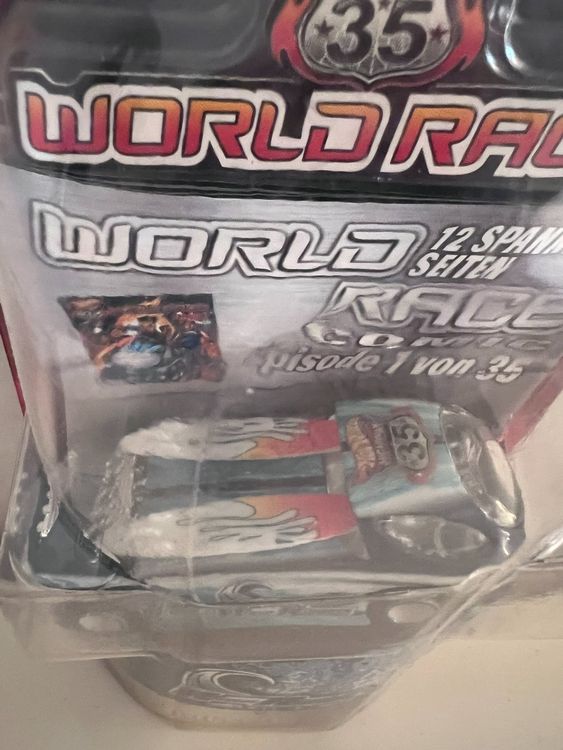 35
WORLD RAC
WORLD 12 SPANN
SEITEN
RACE
COMIC
pisode 1 von 35
35